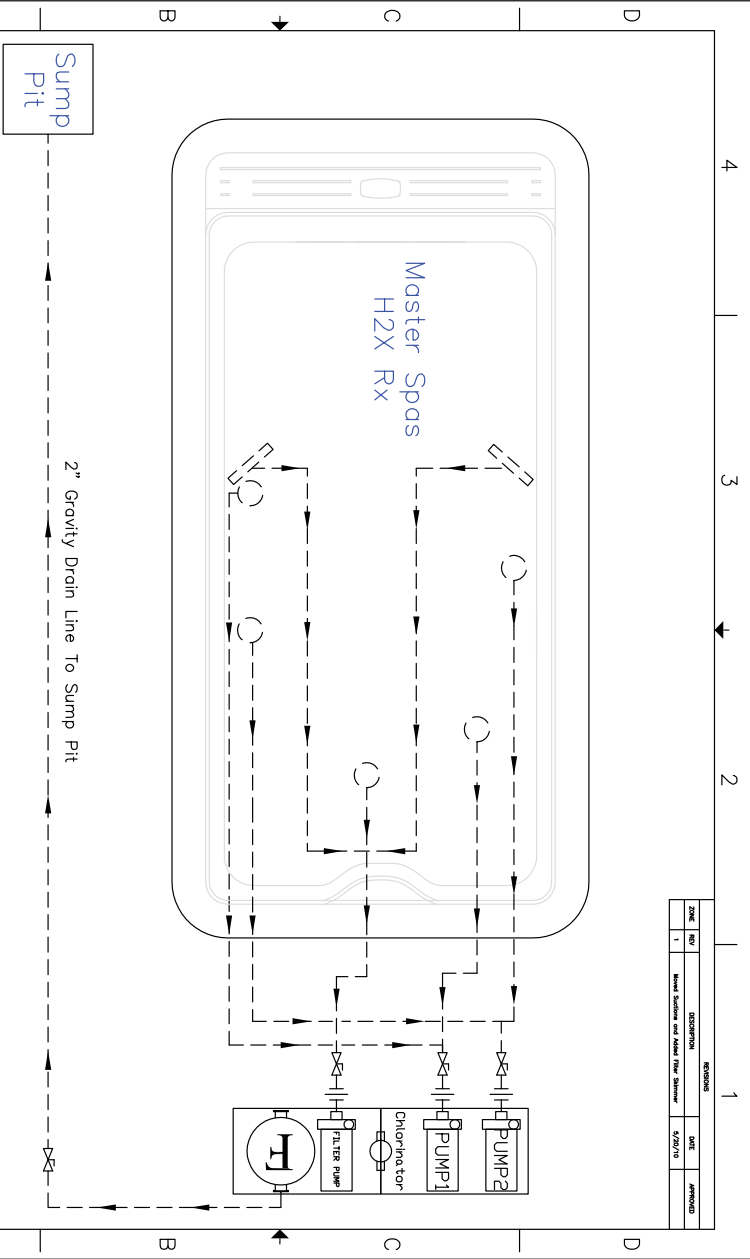 D
C
B
4
3
2
1
Sump
Pit
Master Spas
H2X Rx
2" Gravity Drain Line To Sump Pit
REVISIONS
ZONE REV DESCRIPTION DATE APPROVED
1 Moved Suctions and Added Filter Skimmer 5/20/10
PUMP2
PUMP1
Chlorinator
FILTER PUMP
F
D
C
B